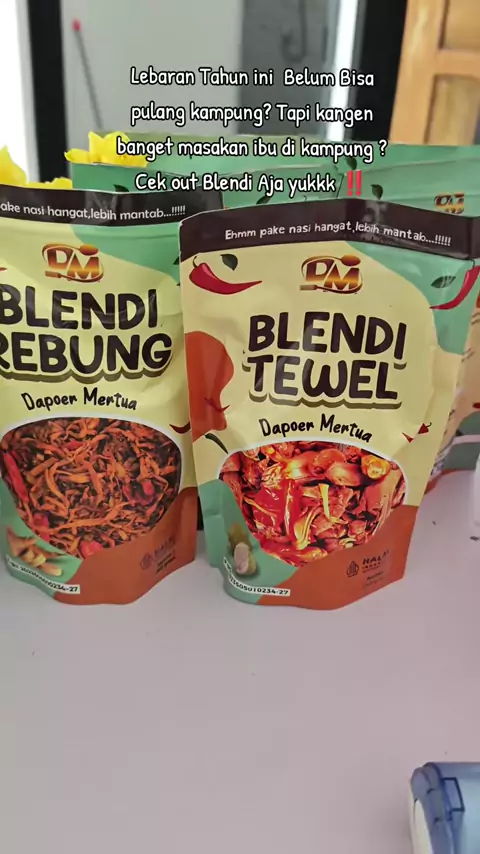 Lebaran Tahun ini Belum Bisa
pulang kampung? Tapi kangen
banget masakan ibu di kampung ?
Cek out Blendi Aja yukkk ‼️
pake nasi hangat,lebih mantab...!!!!!
DM
BLENDI
REBUNG
Dapoer Mertua
Ehmm pake nasi hangat,lebih mantab...!!!!!
DM
BLENDI
TEWEL
Dapoer Mertua
HALAL